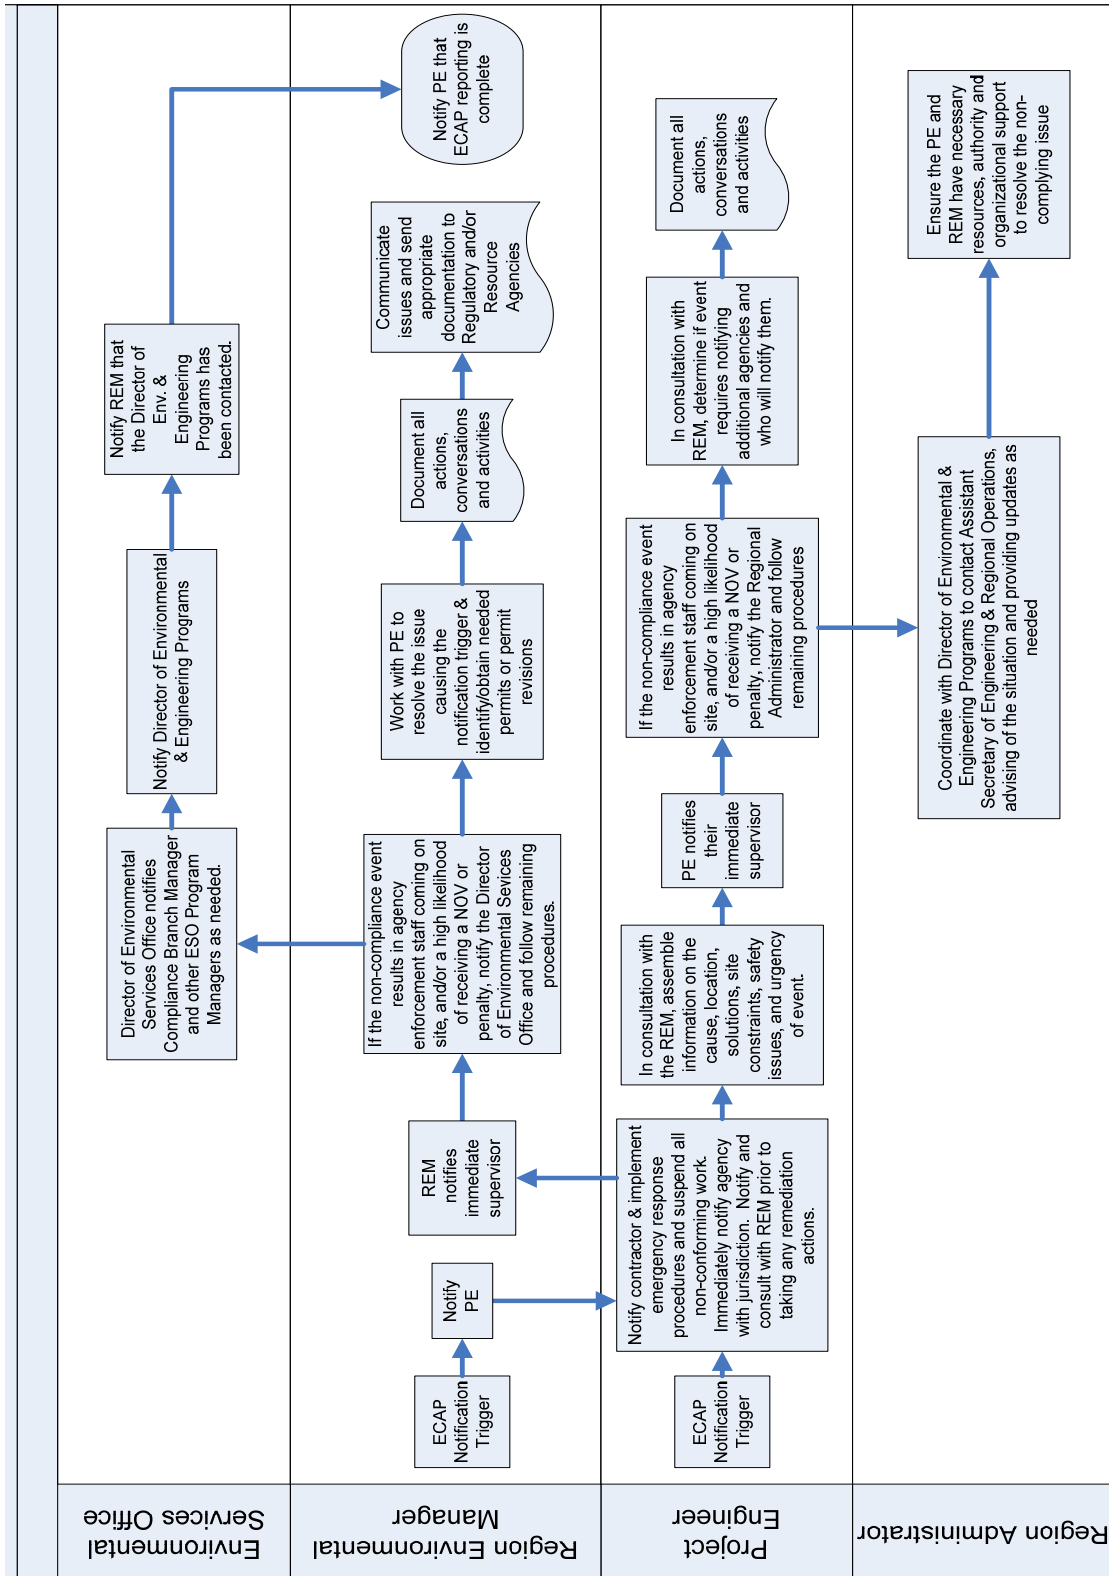 Environmental
Services Office
Director of Environmental
Services Office notifies
Compliance Branch Manager
and other ESO Program
Managers as needed.
Notify Director of Environmental
& Engineering Programs
Notify REM that
the Director of
Env. &
Engineering
Programs has
been contacted.
Region Environmental
Manager
ECAP
Notification
Trigger
Notify
PE
REM
notifies
immediate
supervisor
If the non-compliance event
results in agency
enforcement staff coming on
site, and/or a high likelihood
of receiving a NOV or
penalty, notify the Director
of Environmental Sevices
Office and follow remaining
procedures.
Work with PE to
resolve the issue
causing the
notification trigger &
identify/obtain needed
permits or permit
revisions
Document all
actions,
conversations
and activities
Communicate
issues and send
appropriate
documentation to
Regulatory and/or
Resource
Agencies
Notify PE that
ECAP reporting is
complete
Project
Engineer
ECAP
Notification
Trigger
Notify contractor & implement
emergency response
procedures and suspend all
non-conforming work.
Immediately notify agency
with jurisdiction.  Notify and
consult with REM prior to
taking any remediation
actions.
In consultation with
the REM, assemble
information on the
cause, location,
solutions, site
constraints, safety
issues, and urgency
of event.
PE notifies
their
immediate
supervisor
If the non-compliance event
results in agency
enforcement staff coming on
site, and/or a high likelihood
of receiving a NOV or
penalty, notify the Regional
Administrator and follow
remaining procedures
In consultation with
REM, determine if event
requires notifying
additional agencies and
who will notify them.
Document all
actions,
conversations
and activities
Region Administrator
Coordinate with Director of Environmental &
Engineering Programs to contact Assistant
Secretary of Engineering & Regional Operations,
advising of the situation and providing updates as
needed
Ensure the PE and
REM have necessary
resources, authority and
organizational support
to resolve the non-
complying issue